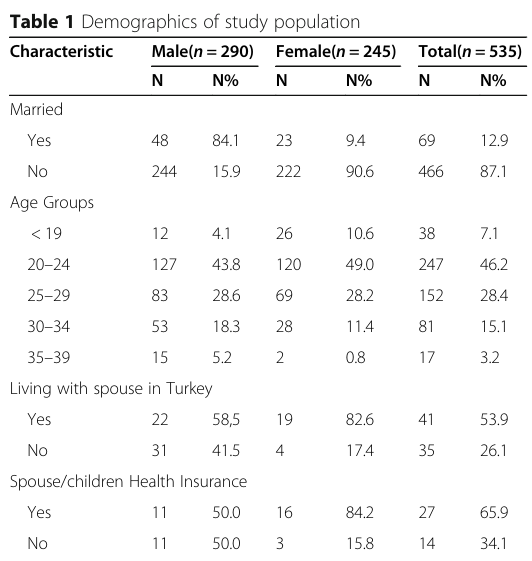 Table 1 Demographics of study population
Characteristic Male(n = 290) Female(n = 245) Total(n = 535)
N N% N N% N N%
Married
Yes 48 84.1 23 9.4 69 12.9
No 244 15.9 222 90.6 466 87.1
Age Groups
< 19 12 4.1 26 10.6 38 7.1
20–24 127 43.8 120 49.0 247 46.2
25–29 83 28.6 69 28.2 152 28.4
30–34 53 18.3 28 11.4 81 15.1
35–39 15 5.2 2 0.8 17 3.2
Living with spouse in Turkey
Yes 22 58,5 19 82.6 41 53.9
No 31 41.5 4 17.4 35 26.1
Spouse/children Health Insurance
Yes 11 50.0 16 84.2 27 65.9
No 11 50.0 3 15.8 14 34.1